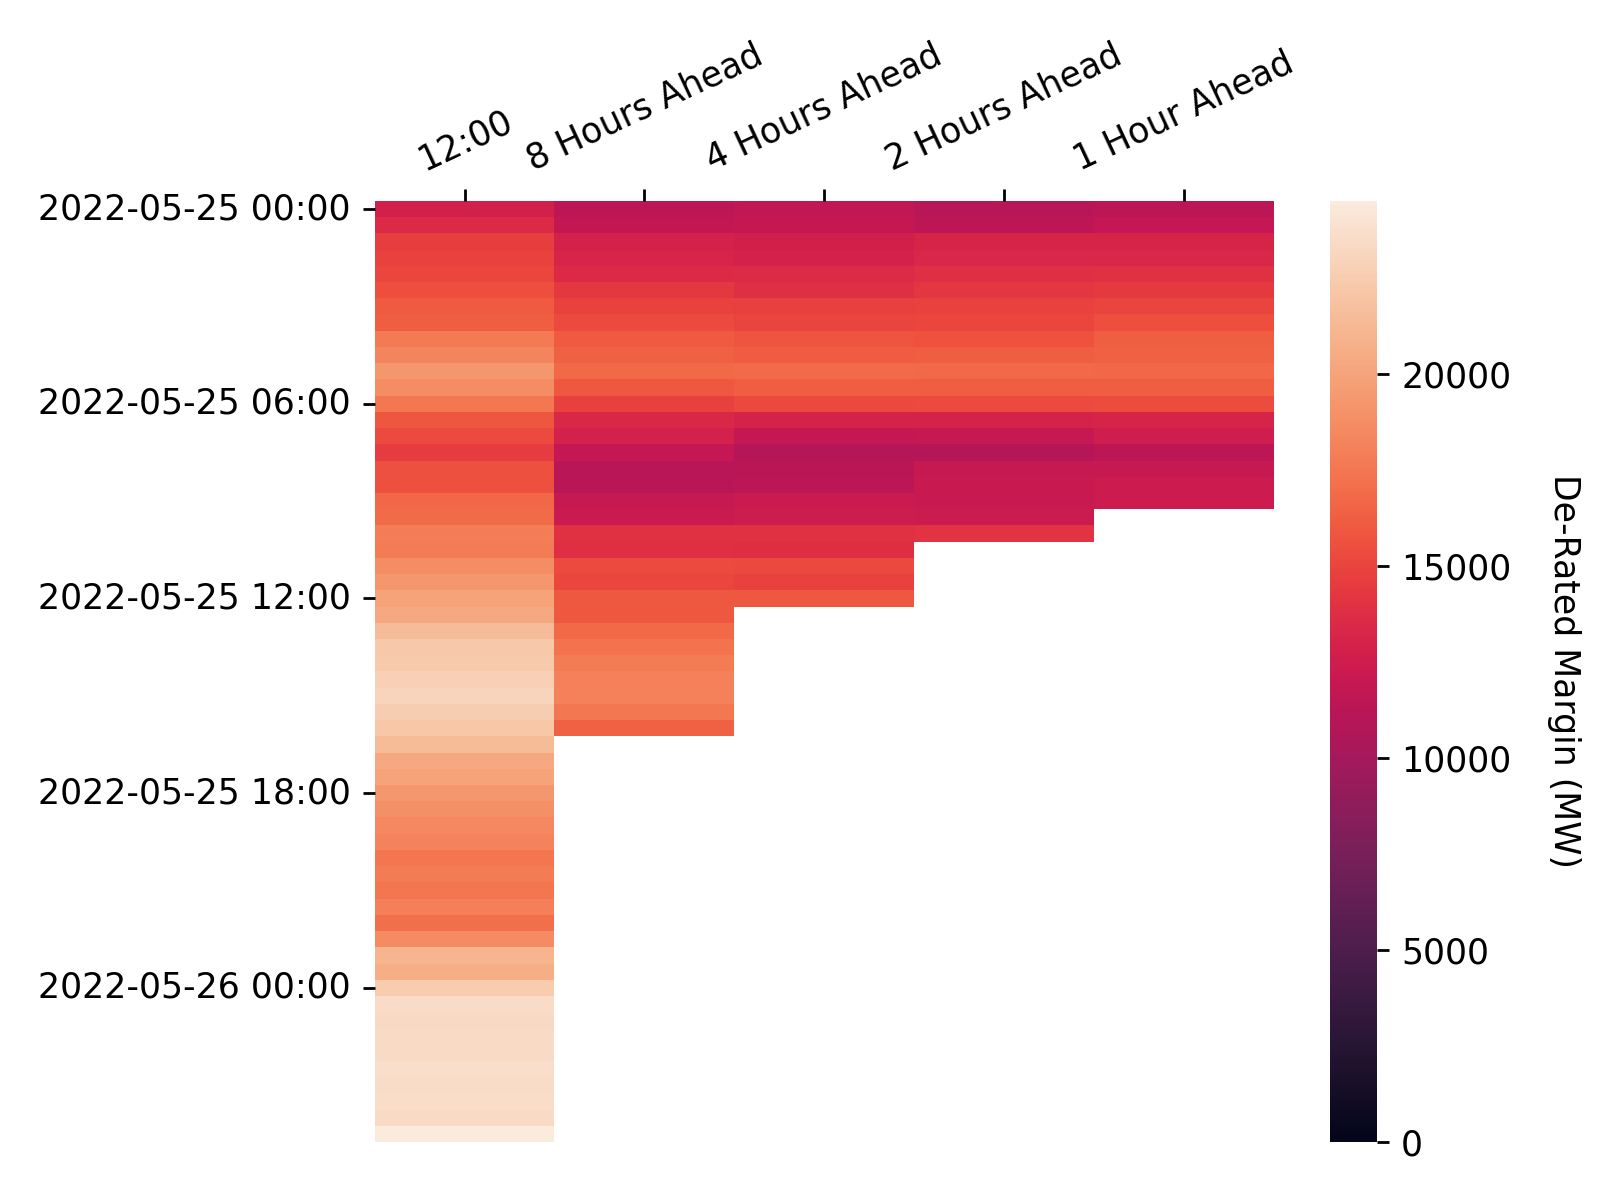 12:00
8 Hours Ahead
4 Hours Ahead
2 Hours Ahead
1 Hour Ahead
2022-05-25 00:00
2022-05-25 06:00
2022-05-25 12:00
2022-05-25 18:00
2022-05-26 00:00
20000
15000
10000
5000
0
De-Rated Margin (MW)